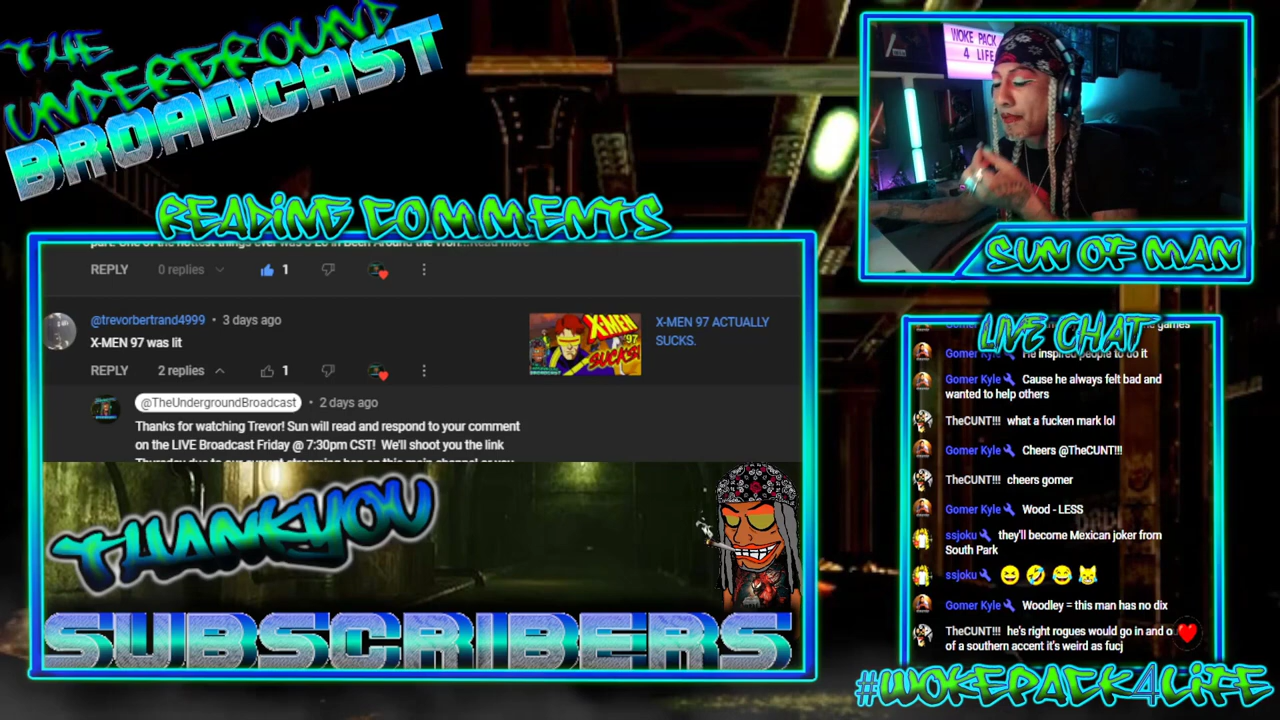 THE
UNDERGROUND
BROADCAST
WOKE PACK
4 LIFE
SUN OF MAN
READING COMMENTS
REPLY 0 replies 1
@trevorbertrand4999 • 3 days ago
X-MEN 97 was lit
REPLY 2 replies 1
X-MEN
'97
SUCKS!
X-MEN 97 ACTUALLY
SUCKS.
@TheUndergroundBroadcast • 2 days ago
Thanks for watching Trevor! Sun will read and respond to your comment
on the LIVE Broadcast Friday @ 7:30pm CST! We'll shoot you the link
THANKYOU
SUBSCRIBERS
LIVE CHAT
games
Gomer Kyle He inspired people to do it
Gomer Kyle Cause he always felt bad and
wanted to help others
TheCUNT!!! what a fucken mark lol
Gomer Kyle Cheers @TheCUNT!!!
TheCUNT!!! cheers gomer
Gomer Kyle Wood - LESS
ssjoku they'll become Mexican joker from
South Park
ssjoku 😆 🤣 😂 😹
Gomer Kyle Woodley = this man has no dix
TheCUNT!!! he's right rogues would go in and o
of a southern accent it's weird as fucj
#WOKEPACK4LIFE